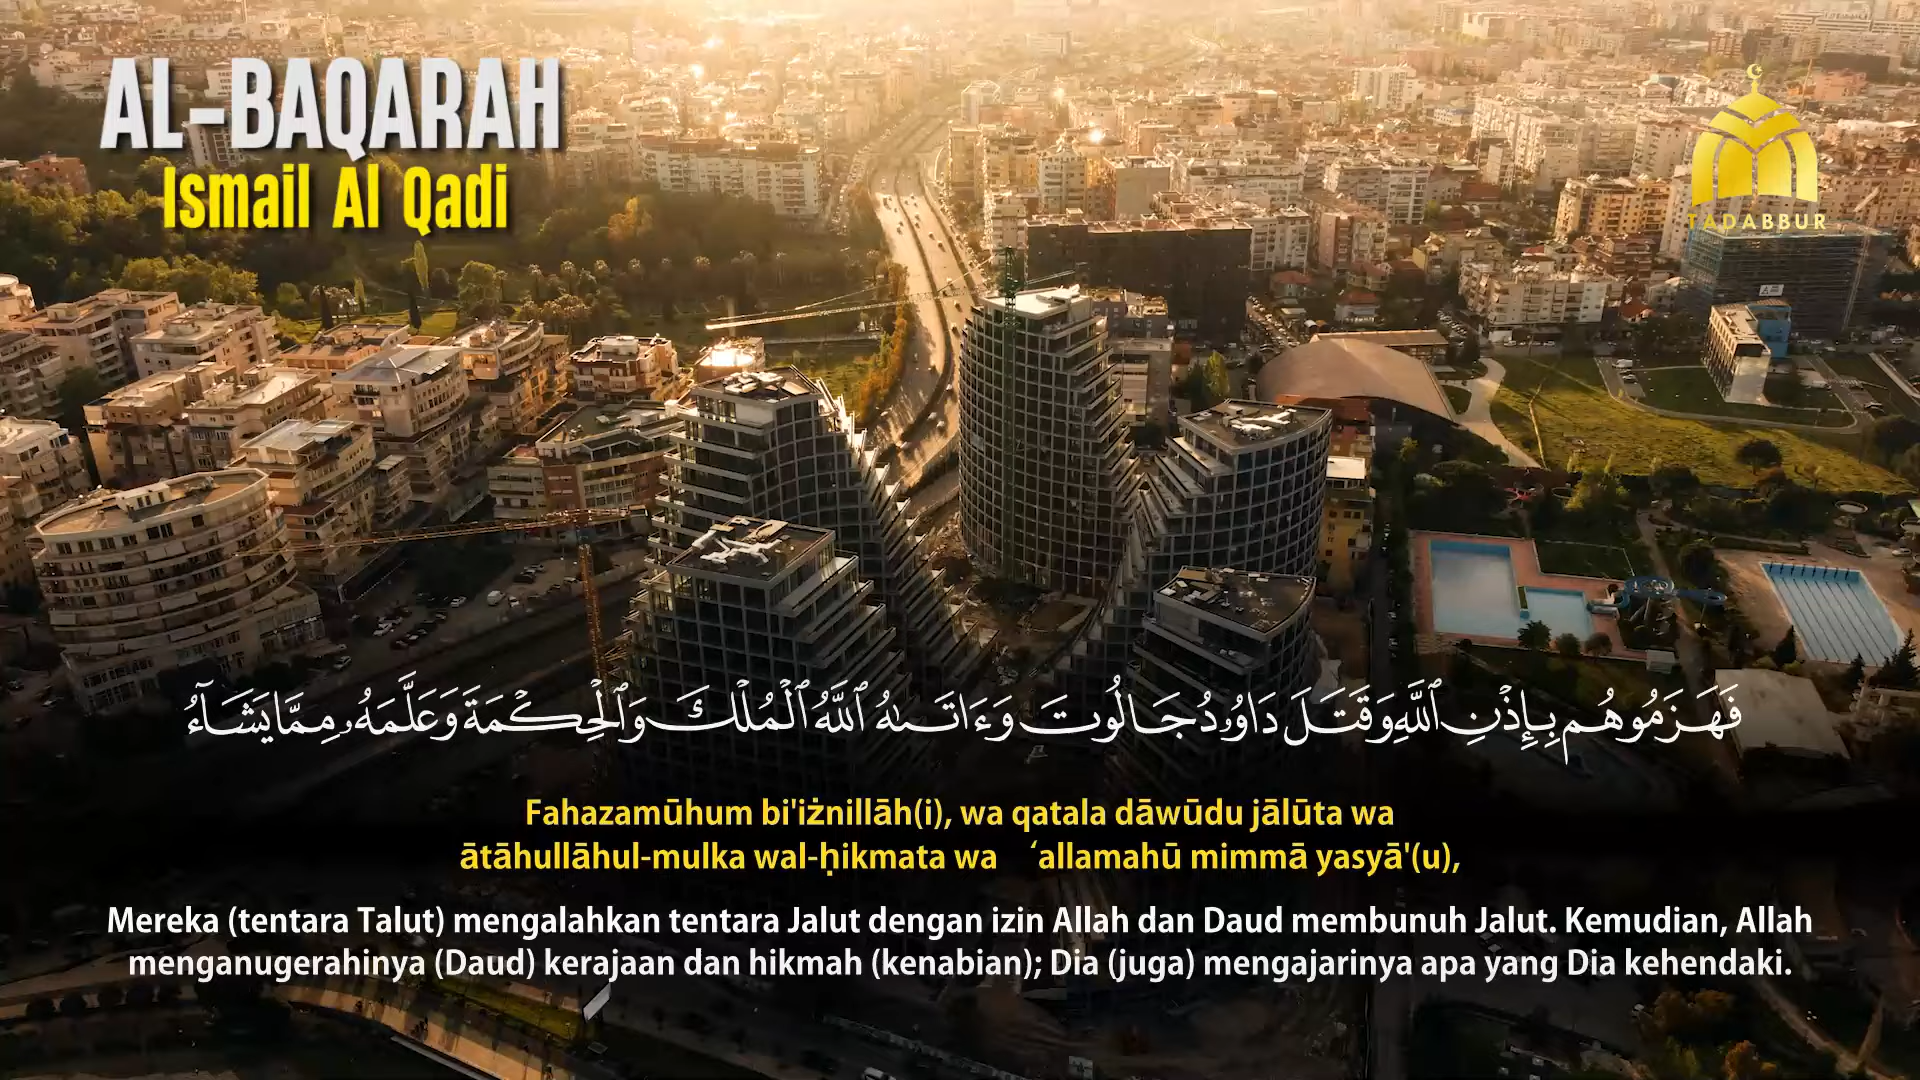 AL-BAQARAH
Ismail Al Qadi
TADABBUR
فَهَزَمُوهُم بِإِذْنِ ٱللَّهِ وَقَتَلَ دَاوُۥدُ جَالُوتَ وَءَاتَىٰهُ ٱللَّهُ ٱلْمُلْكَ وَٱلْحِكْمَةَ وَعَلَّمَهُۥ مِمَّا يَشَآءُ
Fahazamūhum bi'iżnillāh(i), wa qatala dāwūdu jālūta wa
ātāhullāhul-mulka wal-ḥikmata wa ‘allamahū mimmā yasyā'(u),
Mereka (tentara Talut) mengalahkan tentara Jalut dengan izin Allah dan Daud membunuh Jalut. Kemudian, Allah
menganugerahinya (Daud) kerajaan dan hikmah (kenabian); Dia (juga) mengajarinya apa yang Dia kehendaki.